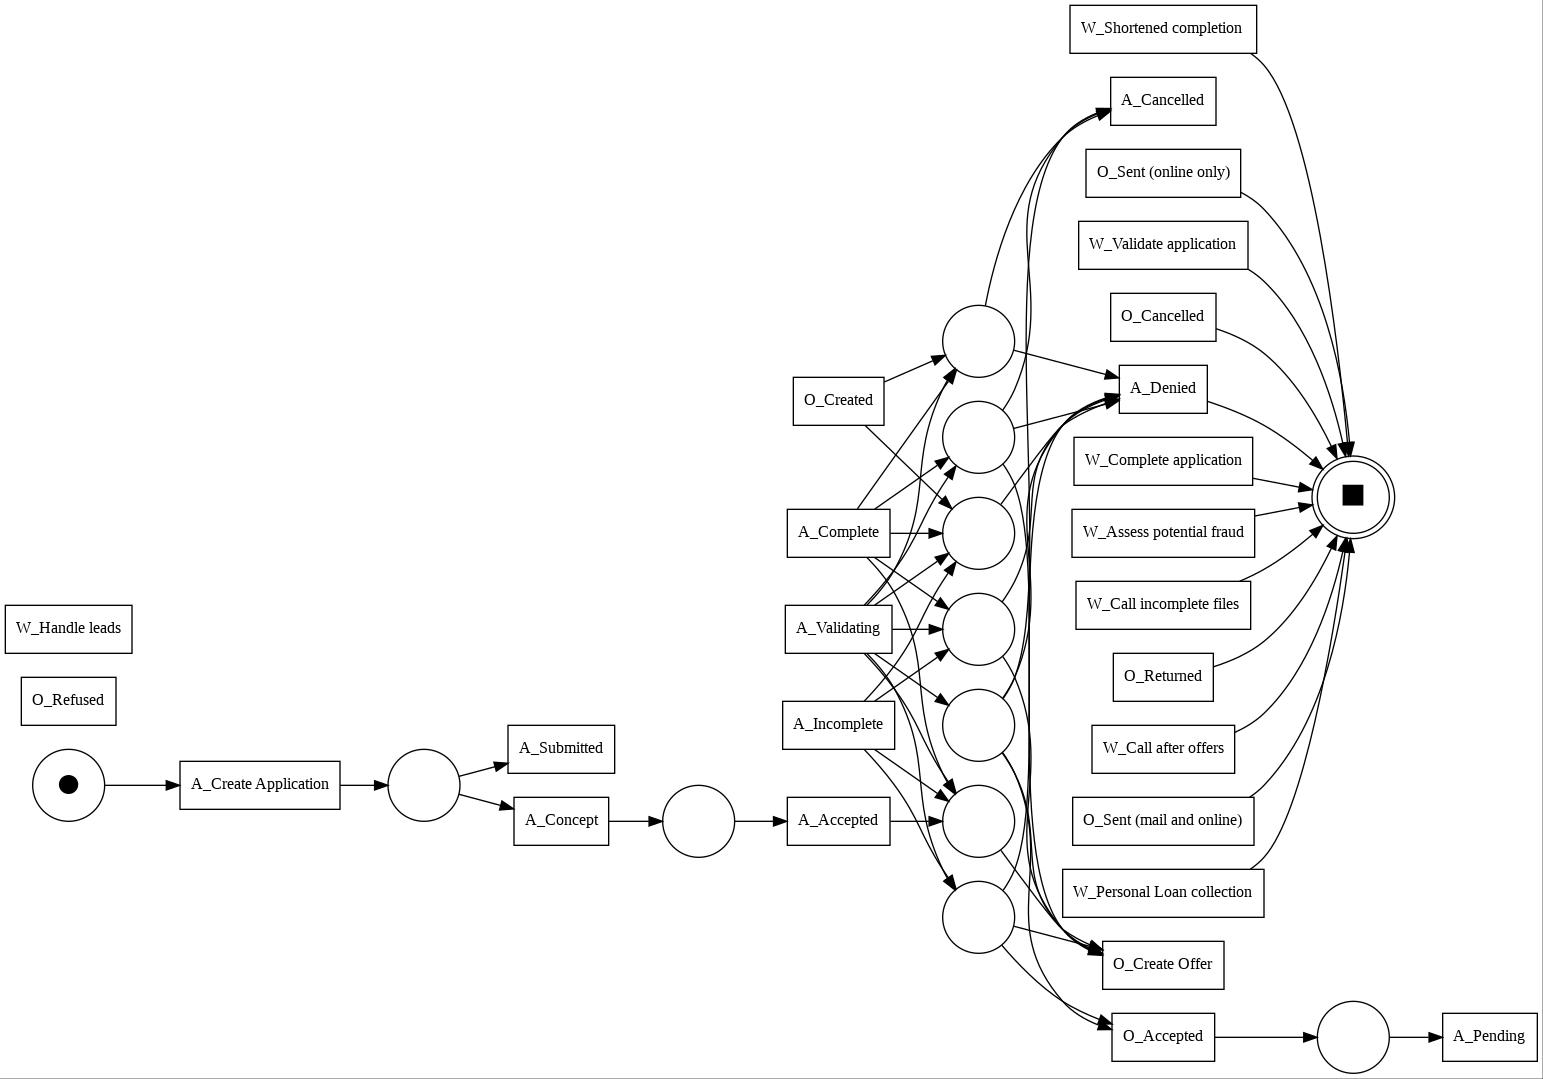 W_Shortened completion
A_Cancelled
O_Sent (online only)
W_Validate application
O_Cancelled
O_Created
A_Denied
W_Complete application
A_Complete
W_Assess potential fraud
W_Handle leads
A_Validating
W_Call incomplete files
O_Refused
A_Incomplete
O_Returned
A_Submitted
W_Call after offers
A_Create Application
A_Concept
A_Accepted
O_Sent (mail and online)
W_Personal Loan collection
O_Create Offer
O_Accepted
A_Pending